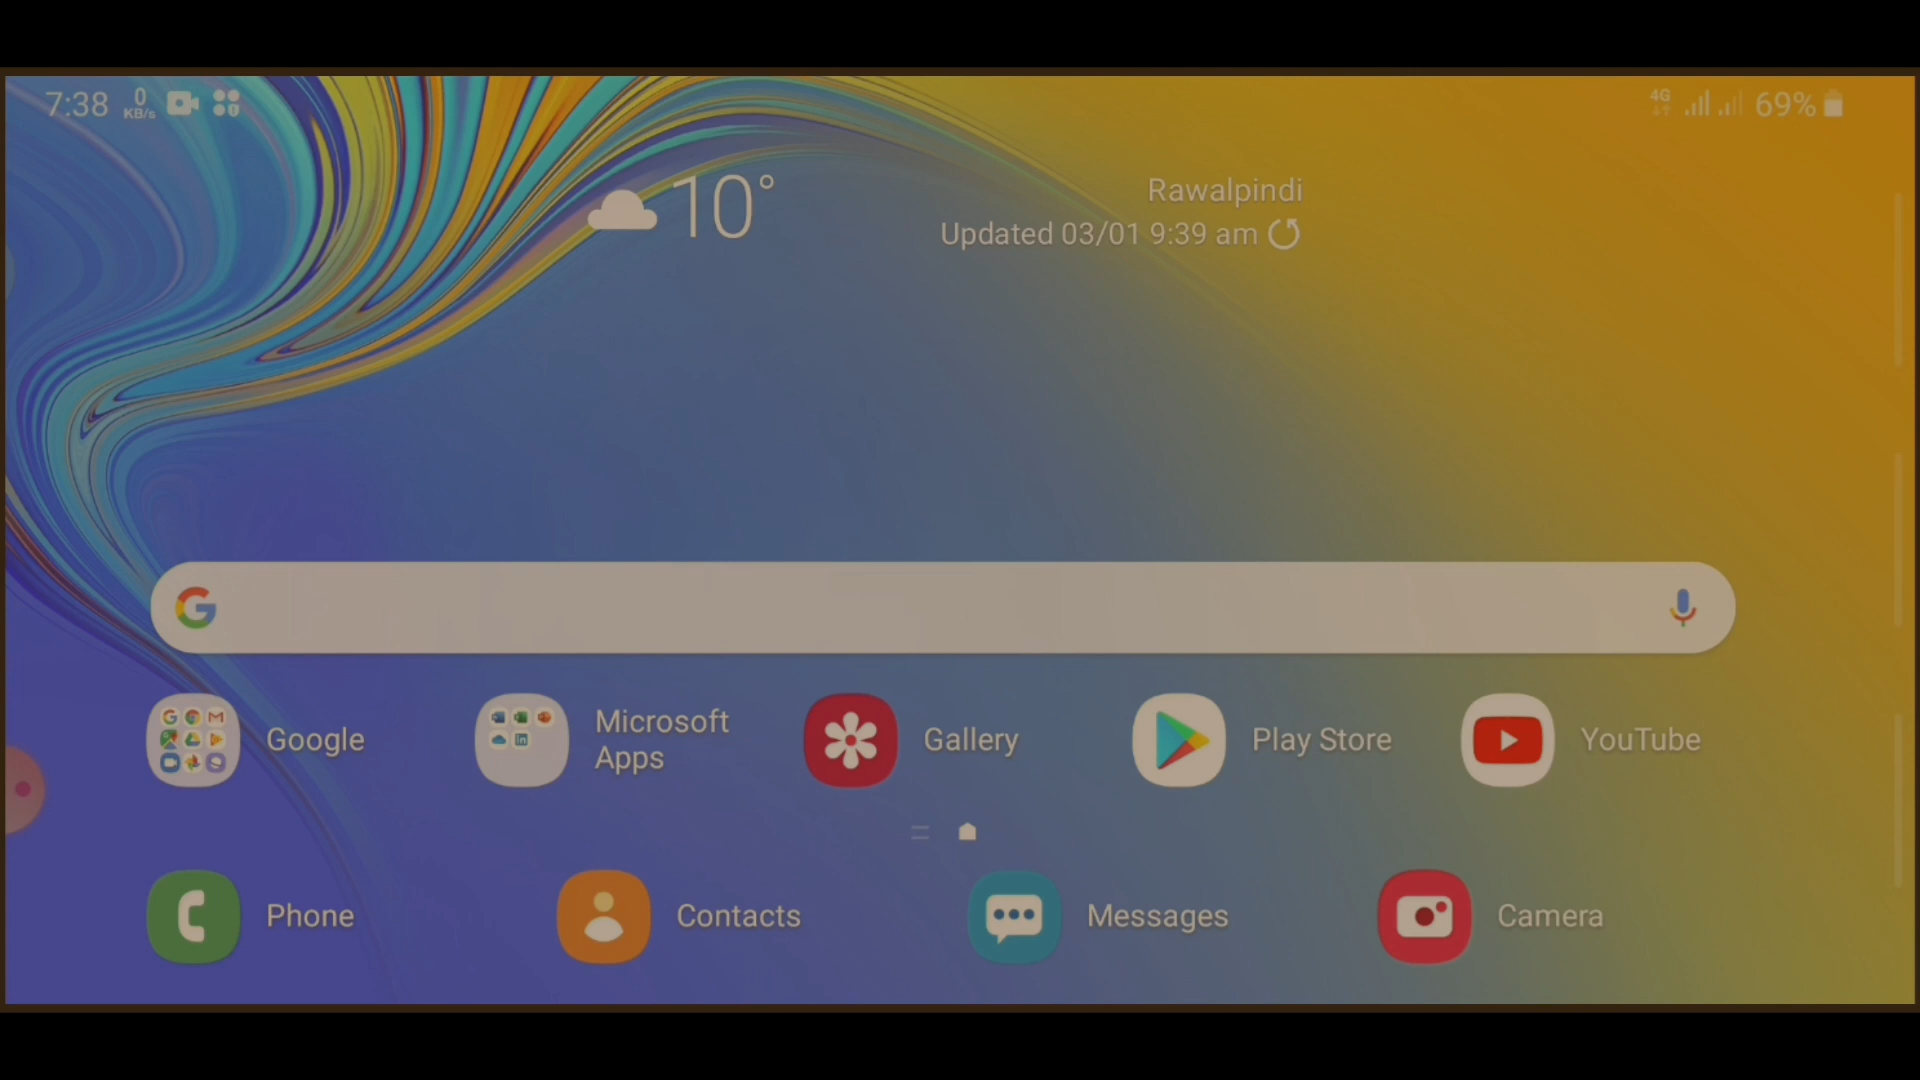 7:38 0 KB/s 4G 69%
10°
Rawalpindi
Updated 03/01 9:39 am
Google
Microsoft Apps
Gallery
Play Store
YouTube
Phone
Contacts
Messages
Camera